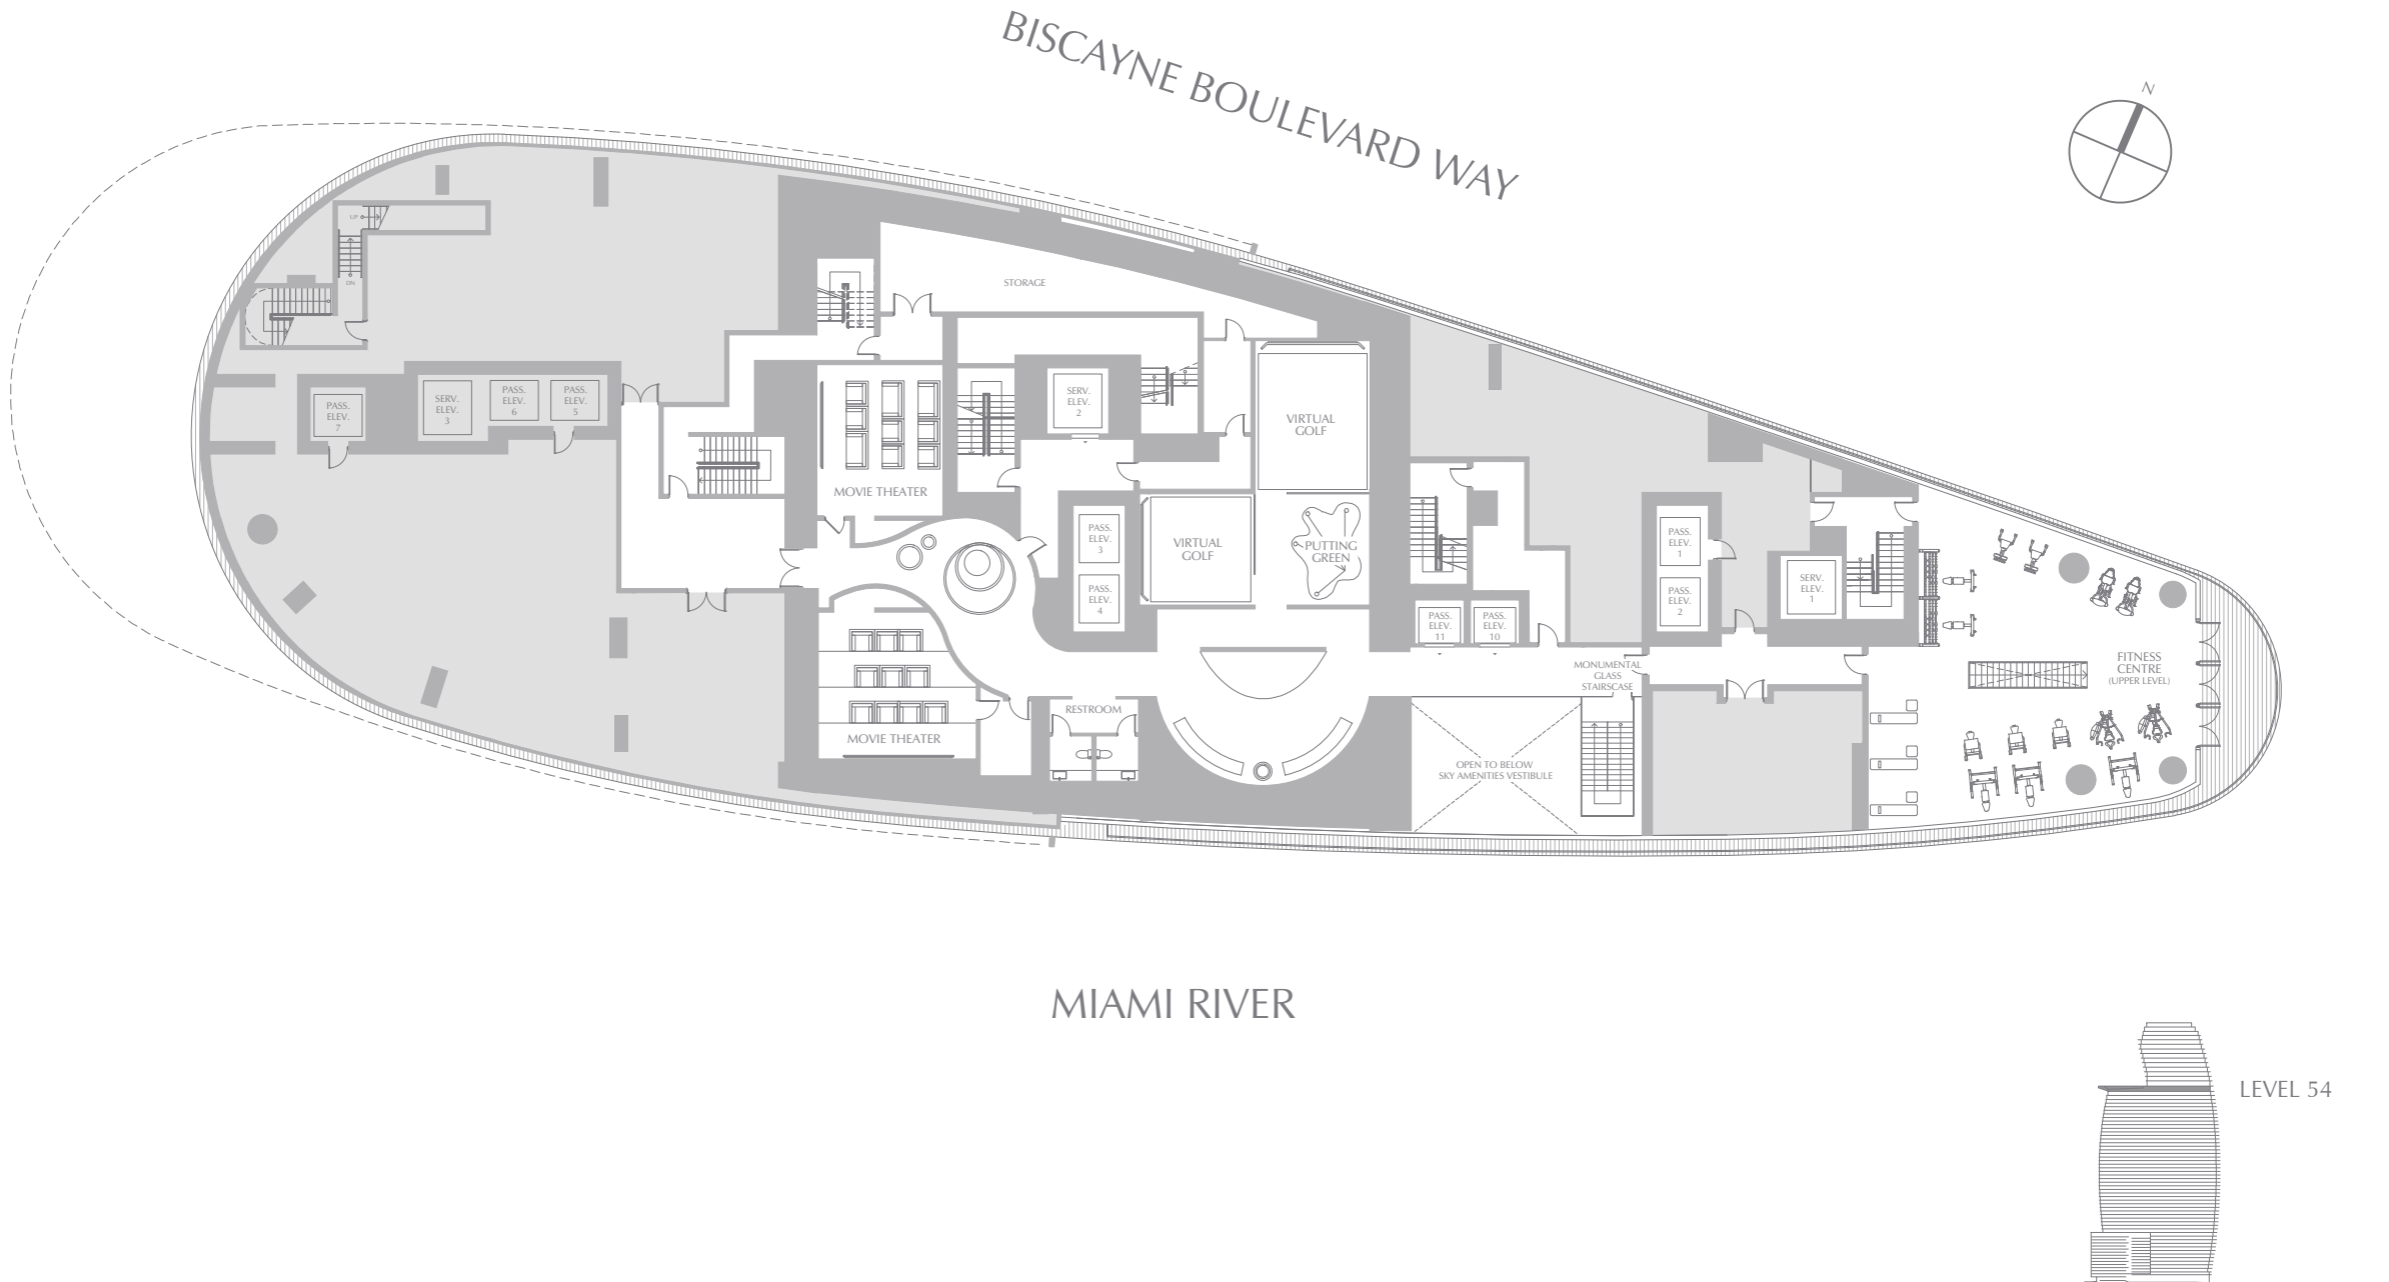 BISCAYNE BOULEVARD WAY
N
UP
DN
STORAGE
PASS.
ELEV.
7
SERV.
ELEV.
3
PASS.
ELEV.
6
PASS.
ELEV.
5
SERV.
ELEV.
2
VIRTUAL
GOLF
MOVIE THEATER
PASS.
ELEV.
3
VIRTUAL
GOLF
PUTTING
GREEN
PASS.
ELEV.
1
PASS.
ELEV.
4
PASS.
ELEV.
2
SERV.
ELEV.
1
PASS.
ELEV.
11
PASS.
ELEV.
10
MONUMENTAL
GLASS
STAIRSCASE
FITNESS
CENTRE
(UPPER LEVEL)
RESTROOM
MOVIE THEATER
OPEN TO BELOW
SKY AMENITIES VESTIBULE
MIAMI RIVER
LEVEL 54